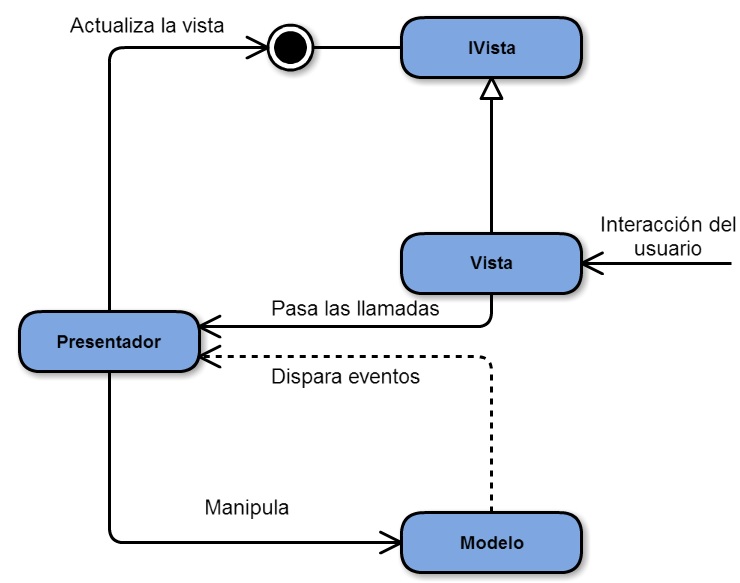 Actualiza la vista
IVista
Interacción del
usuario
Vista
Pasa las llamadas
Presentador
Dispara eventos
Manipula
Modelo